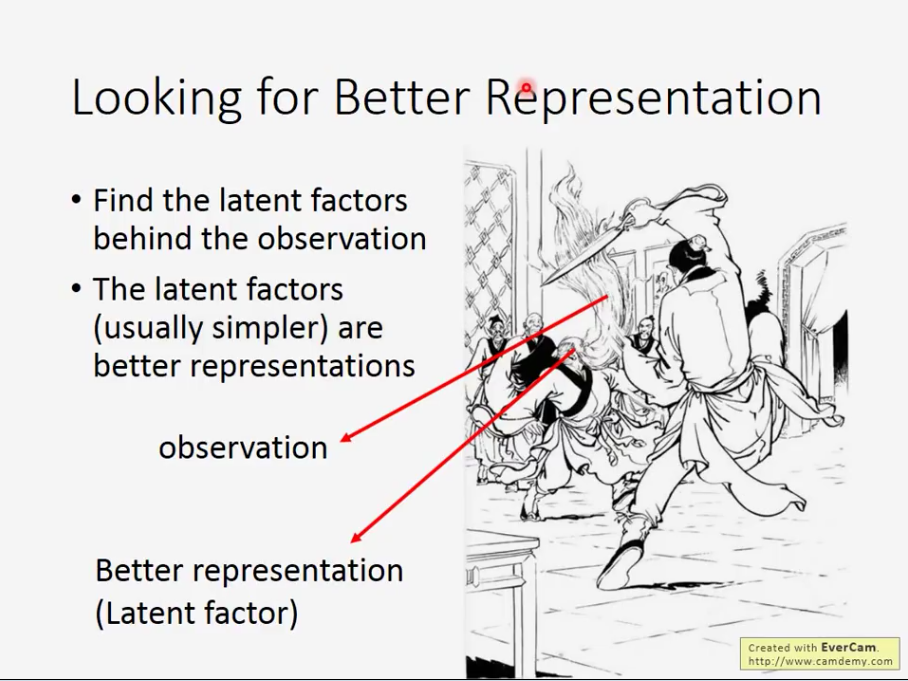 Looking for Better Representation
• Find the latent factors
behind the observation
• The latent factors
(usually simpler) are
better representations
observation
Better representation
(Latent factor)
Created with EverCam.
http://www.camdemy.com